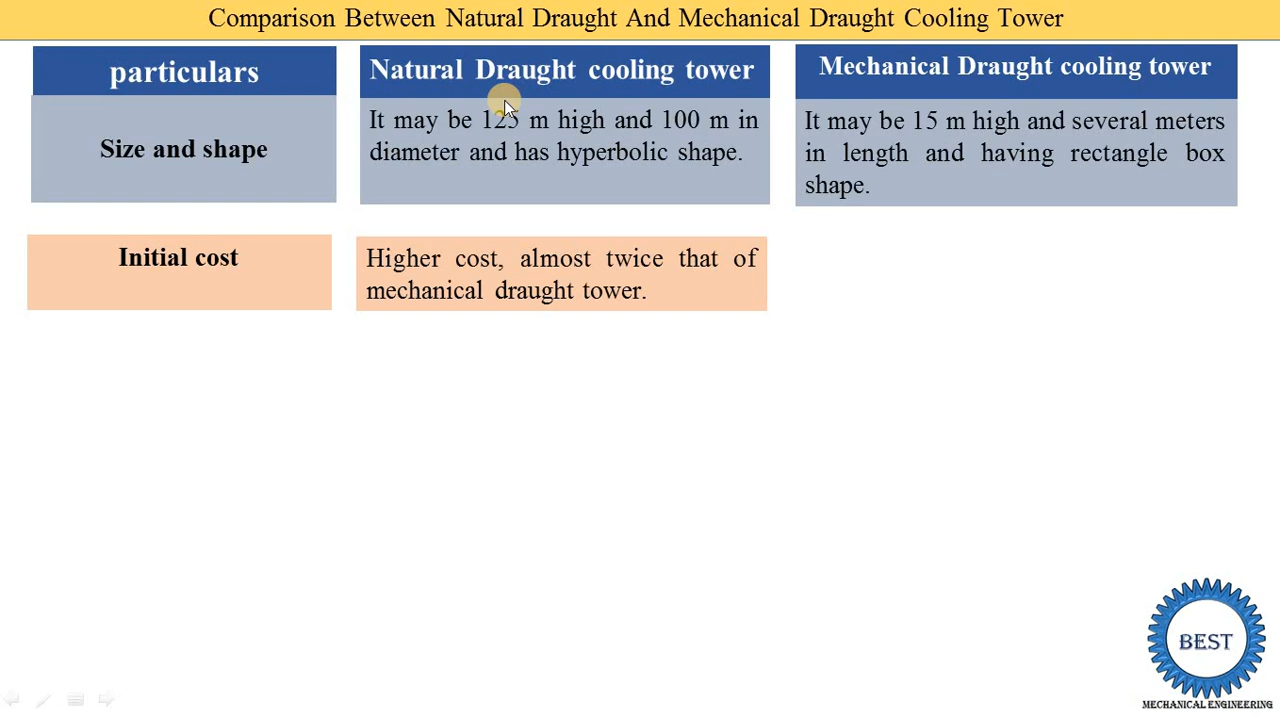 Comparison Between Natural Draught And Mechanical Draught Cooling Tower
particulars
Natural Draught cooling tower
Mechanical Draught cooling tower
Size and shape
It may be 125 m high and 100 m in
diameter and has hyperbolic shape.
It may be 15 m high and several meters
in length and having rectangle box
shape.
Initial cost
Higher cost, almost twice that of
mechanical draught tower.
BEST
MECHANICAL ENGINEERING